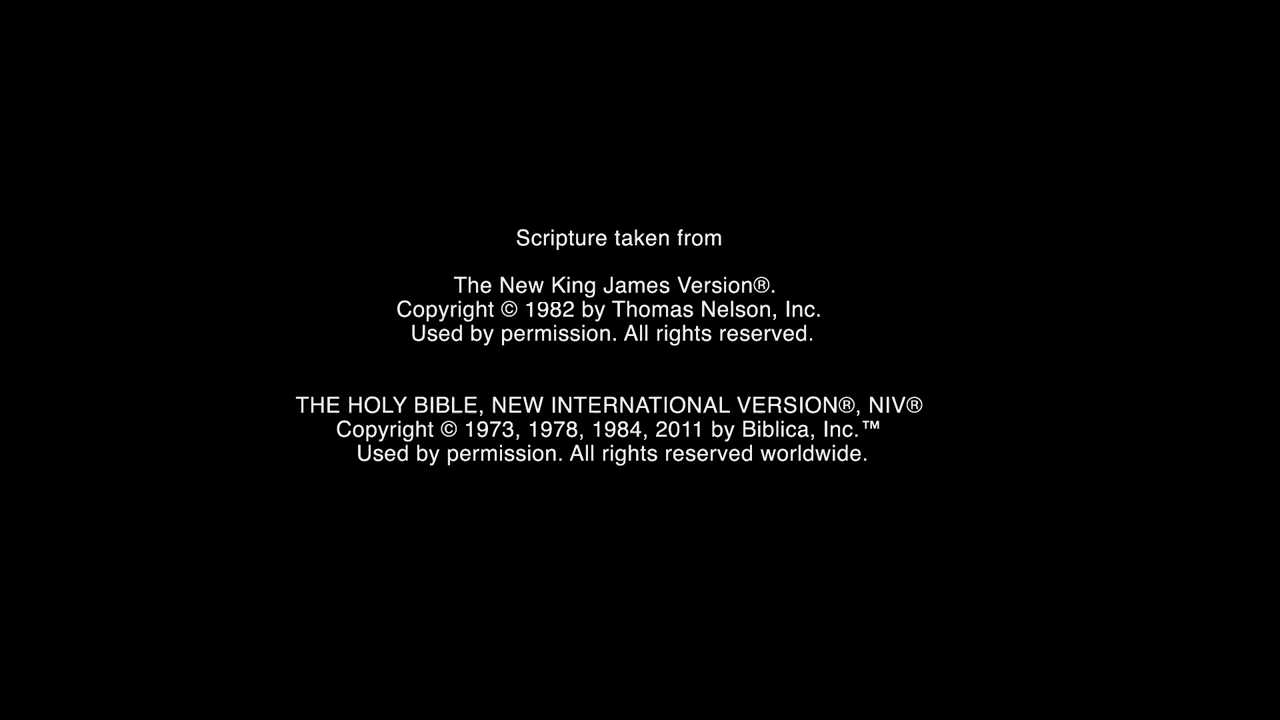 Scripture taken from
The New King James Version®.
Copyright © 1982 by Thomas Nelson, Inc.
Used by permission. All rights reserved.
THE HOLY BIBLE, NEW INTERNATIONAL VERSION®, NIV®
Copyright © 1973, 1978, 1984, 2011 by Biblica, Inc.™
Used by permission. All rights reserved worldwide.